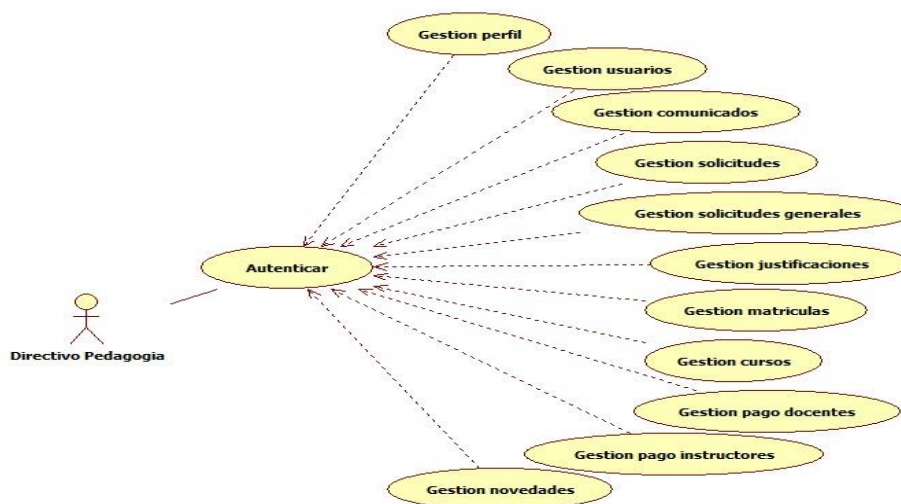 Gestion perfil
Gestion usuarios
Gestion comunicados
Gestion solicitudes
Gestion solicitudes generales
Autenticar
Gestion justificaciones
Gestion matriculas
Directivo Pedagogia
Gestion cursos
Gestion pago docentes
Gestion pago instructores
Gestion novedades